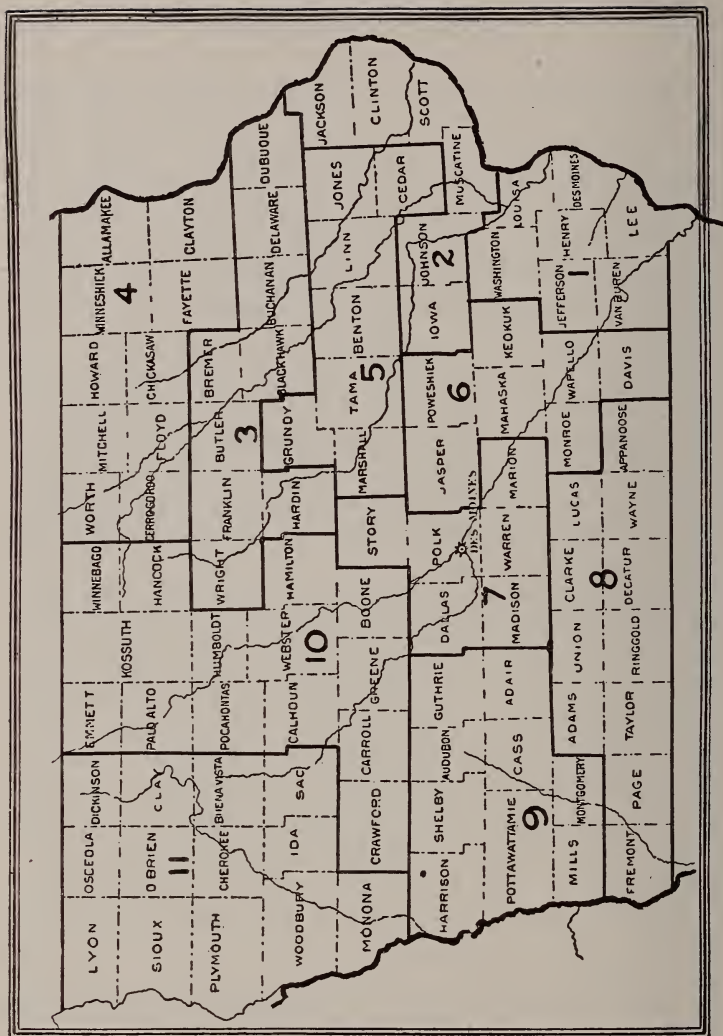 LYON
OSCEOLA
DICKINSON
EMMETT
WINNEBAGO
WORTH
MITCHELL
HOWARD
WINNESHIEK
ALLAMAKEE
4
KOSSUTH
SIOUX
O BRIEN
CLAY
PALO ALTO
HANCOCK
CERROGORDO
FLOYD
CHICKASAW
FAYETTE
CLAYTON
11
PLYMOUTH
CHEROKEE
BUENA VISTA
POCAHONTAS
HUMBOLDT
WRIGHT
FRANKLIN
BUTLER
BREMER
3
WOODBURY
IDA
SAC
CALHOUN
WEBSTER
HAMILTON
HARDIN
GRUNDY
BLACKHAWK
BUCHANAN
DELAWARE
DUBUQUE
10
MONONA
CRAWFORD
CARROLL
GREENE
BOONE
STORY
MARSHALL
TAMA
BENTON
LINN
JONES
JACKSON
5
CLINTON
CEDAR
HARRISON
SHELBY
AUDUBON
GUTHRIE
DALLAS
POLK
JASPER
POWESHIEK
IOWA
JOHNSON
SCOTT
2
MUSCATINE
6
DES MOINES
7
POTTAWATTAMIE
CASS
ADAIR
MADISON
WARREN
MARION
MAHASKA
KEOKUK
WASHINGTON
LOUISA
9
MILLS
MONTGOMERY
ADAMS
UNION
CLARKE
LUCAS
MONROE
WAPELLO
JEFFERSON
HENRY
DESMOINES
1
8
FREMONT
PAGE
TAYLOR
RINGGOLD
DECATUR
WAYNE
APPANOOSE
DAVIS
VAN BUREN
LEE